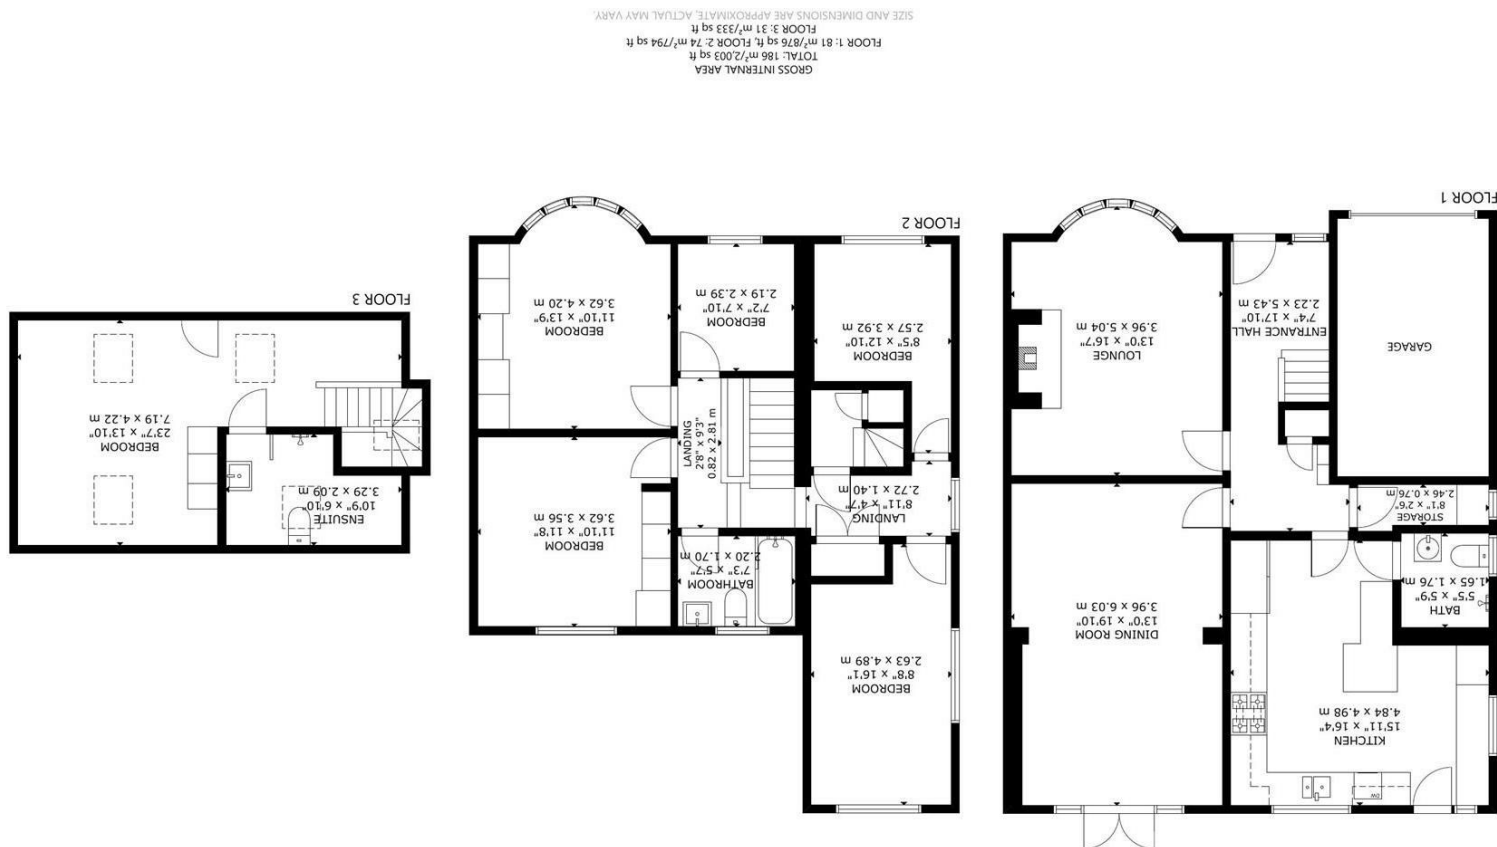 DW
KITCHEN
15'11" x 16'4"
4.84 x 4.98 m
BATH
5'5" x 5'9"
1.65 x 1.76 m
DINING ROOM
13'0" x 19'10"
3.96 x 6.03 m
STORAGE
8'1" x 2'6"
2.46 x 0.76 m
GARAGE
ENTRANCE HALL
7'4" x 17'10"
2.23 x 5.43 m
LOUNGE
13'0" x 16'7"
3.96 x 5.04 m
FLOOR 1
BEDROOM
8'8" x 16'1"
2.63 x 4.89 m
BATHROOM
7'3" x 5'7"
2.20 x 1.70 m
BEDROOM
11'10" x 11'8"
3.62 x 3.56 m
LANDING
8'11" x 4'7"
2.72 x 1.40 m
LANDING
2'8" x 9'3"
0.82 x 2.81 m
BEDROOM
8'5" x 12'10"
2.57 x 3.92 m
BEDROOM
7'2" x 7'10"
2.19 x 2.39 m
BEDROOM
11'10" x 13'9"
3.62 x 4.20 m
FLOOR 2
ENSUITE
10'9" x 6'10"
3.29 x 2.09 m
BEDROOM
23'7" x 13'10"
7.19 x 4.22 m
FLOOR 3
GROSS INTERNAL AREA
TOTAL: 186 m²/2,003 sq ft
FLOOR 1: 81 m²/876 sq ft, FLOOR 2: 74 m²/794 sq ft
FLOOR 3: 31 m²/333 sq ft
SIZE AND DIMENSIONS ARE APPROXIMATE, ACTUAL MAY VARY.